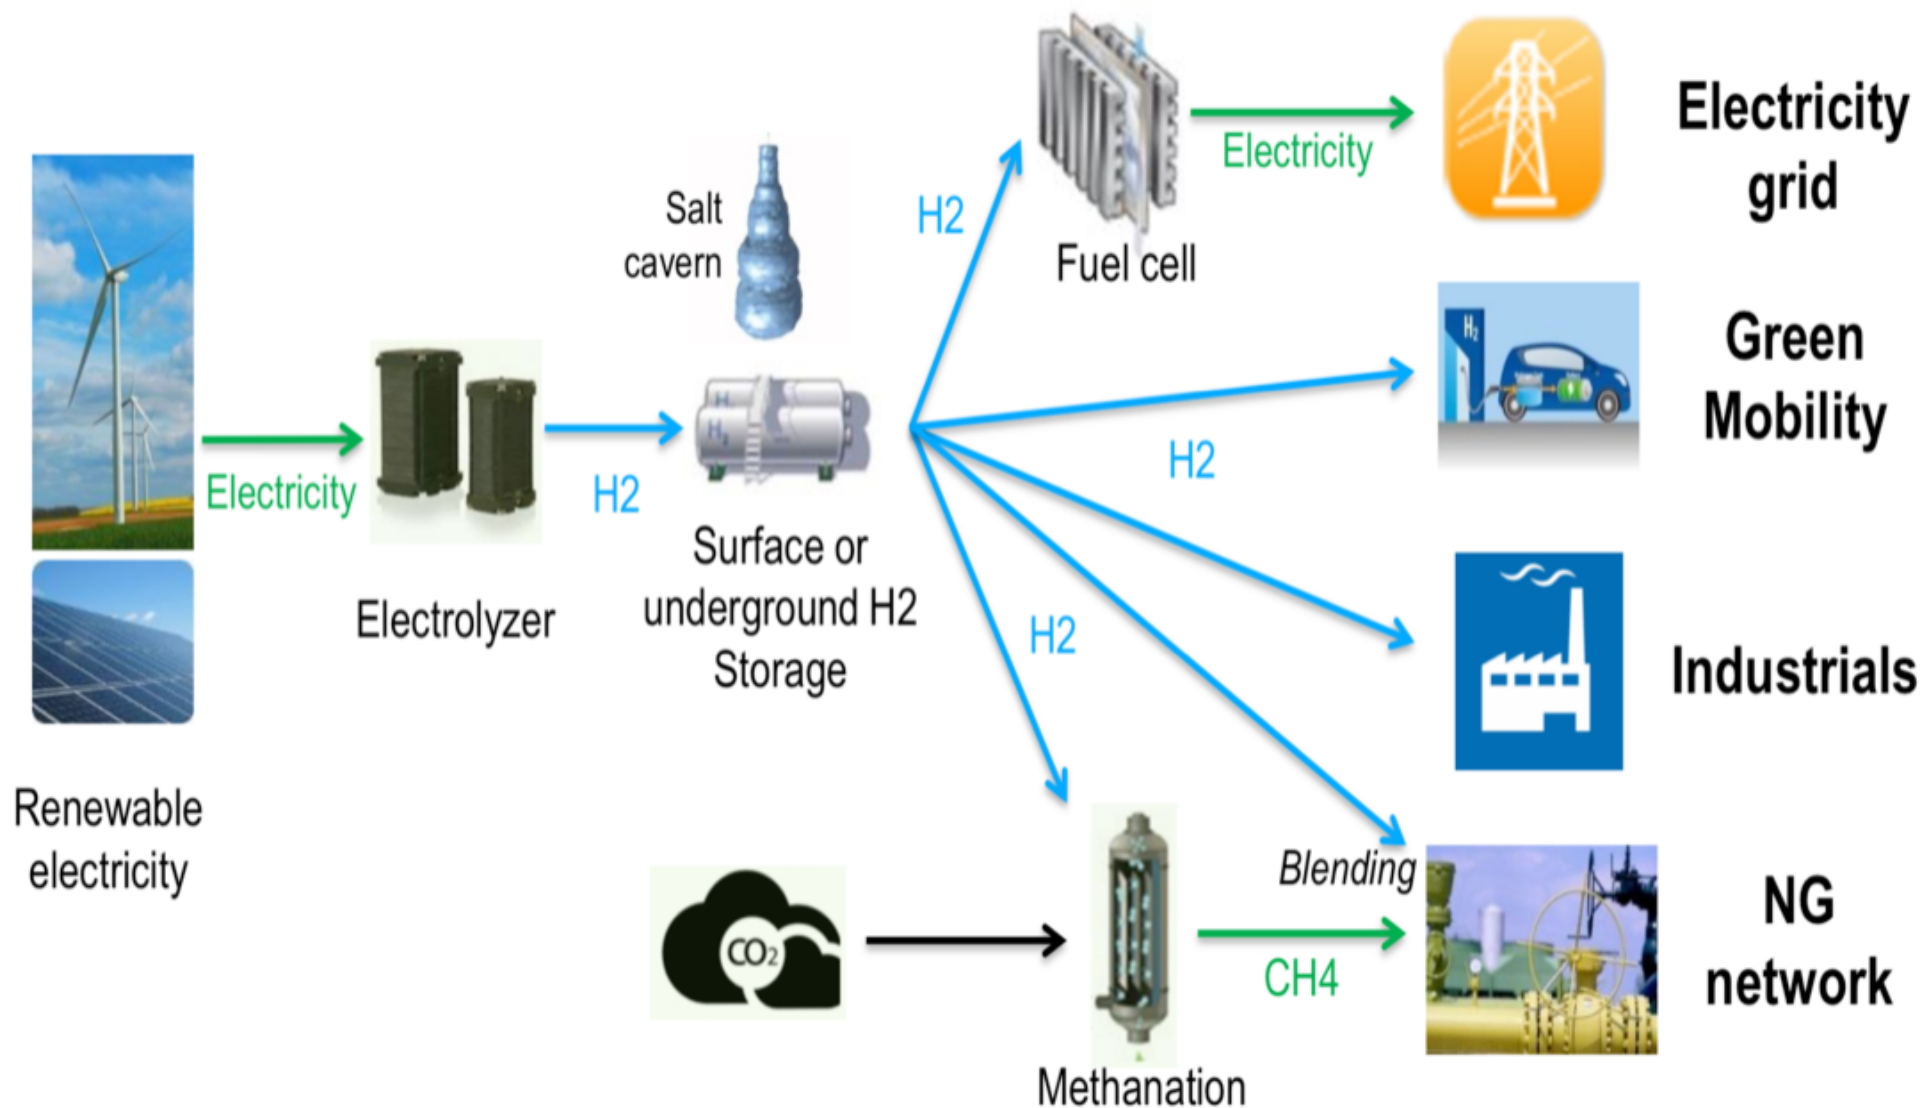 Renewable
electricity
Electricity
Electrolyzer
H2
Salt
cavern
H
H2
Surface or
underground H2
Storage
H2
H2
H2
Fuel cell
Electricity
Electricity
grid
H2
Green
Mobility
Industrials
CO2
Methanation
Blending
CH4
NG
network